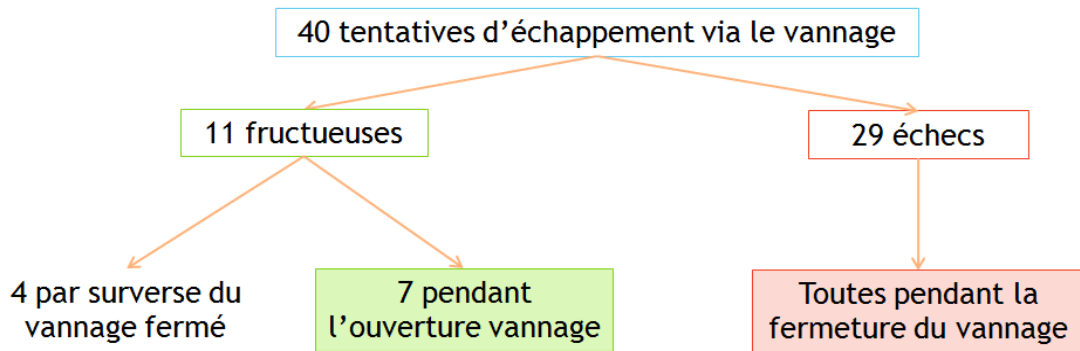 40 tentatives d’échappement via le vannage
11 fructueuses
29 échecs
4 par surverse du
vannage fermé
7 pendant
l’ouverture vannage
Toutes pendant la
fermeture du vannage